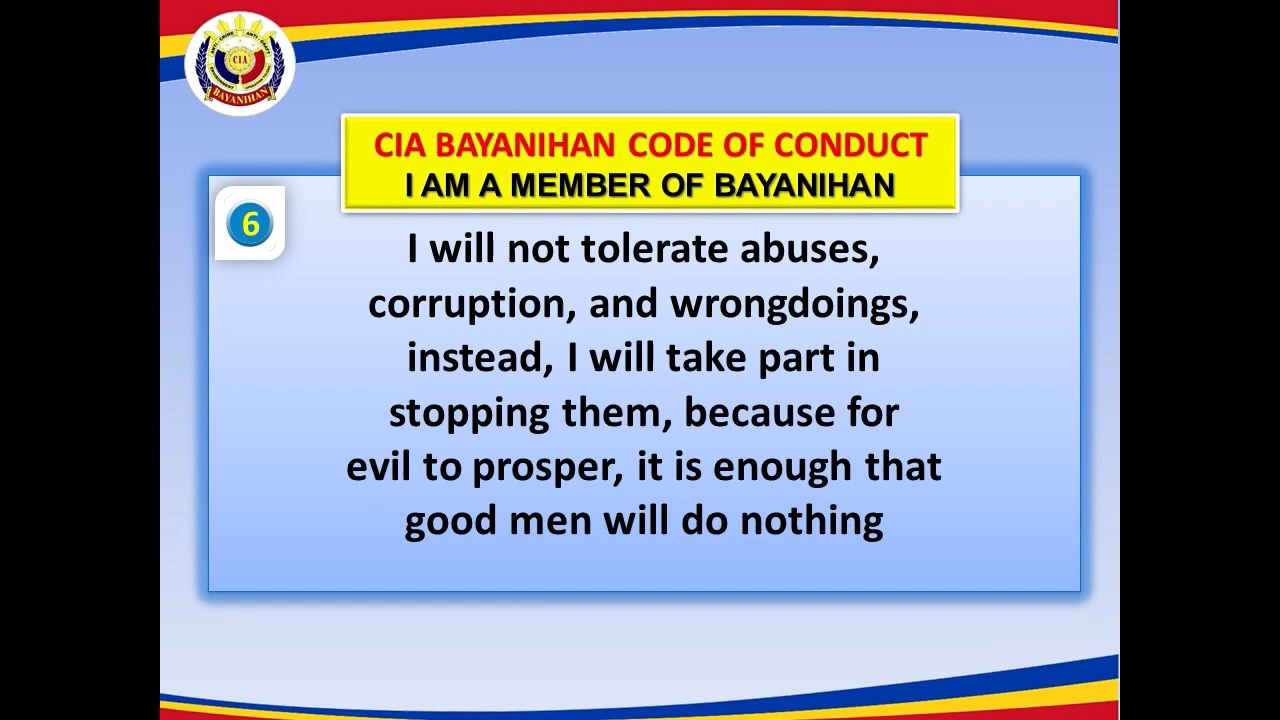 CIA
BAYANIHAN
CIA BAYANIHAN CODE OF CONDUCT
I AM A MEMBER OF BAYANIHAN
6
I will not tolerate abuses,
corruption, and wrongdoings,
instead, I will take part in
stopping them, because for
evil to prosper, it is enough that
good men will do nothing